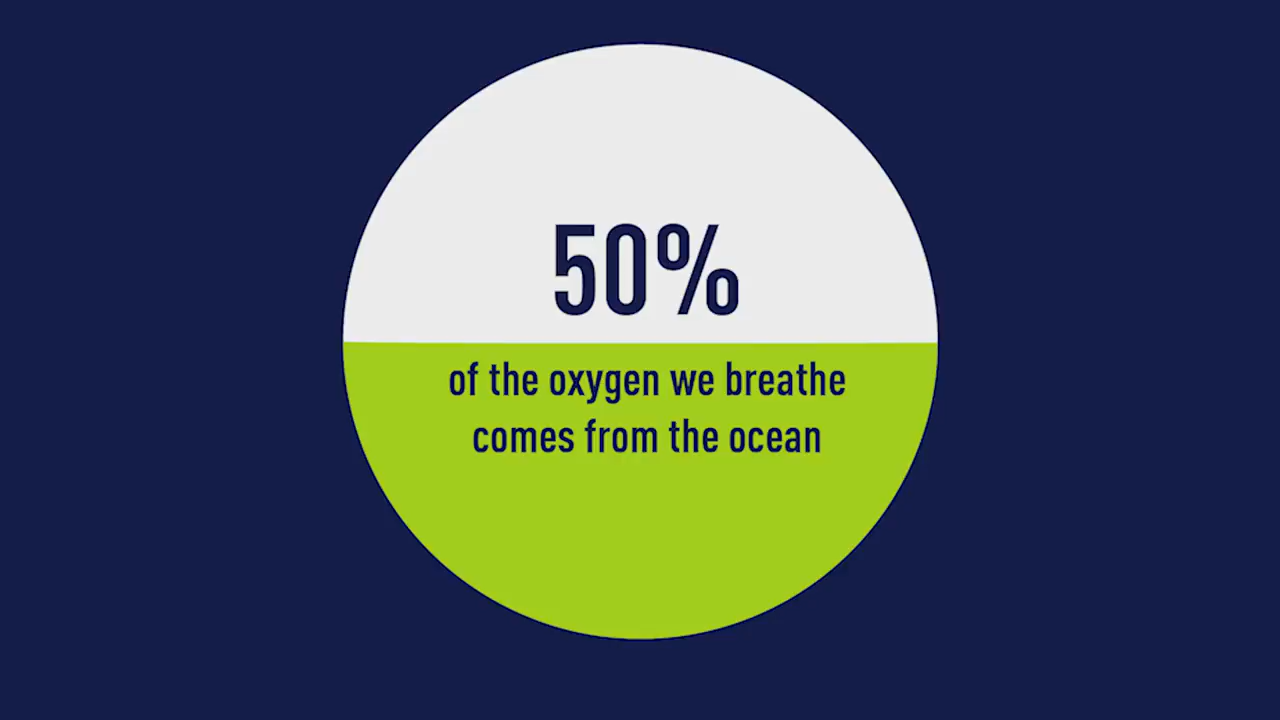 50%
of the oxygen we breathe
comes from the ocean